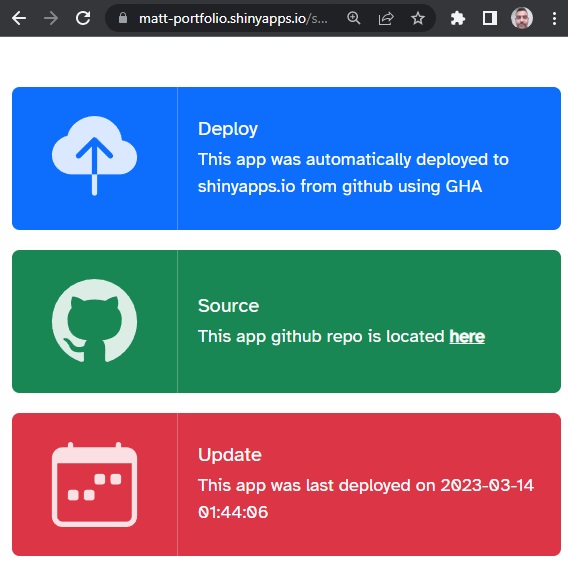 matt-portfolio.shinyapps.io/s...
Deploy
This app was automatically deployed to
shinyapps.io from github using GHA
Source
This app github repo is located here
Update
This app was last deployed on 2023-03-14
01:44:06